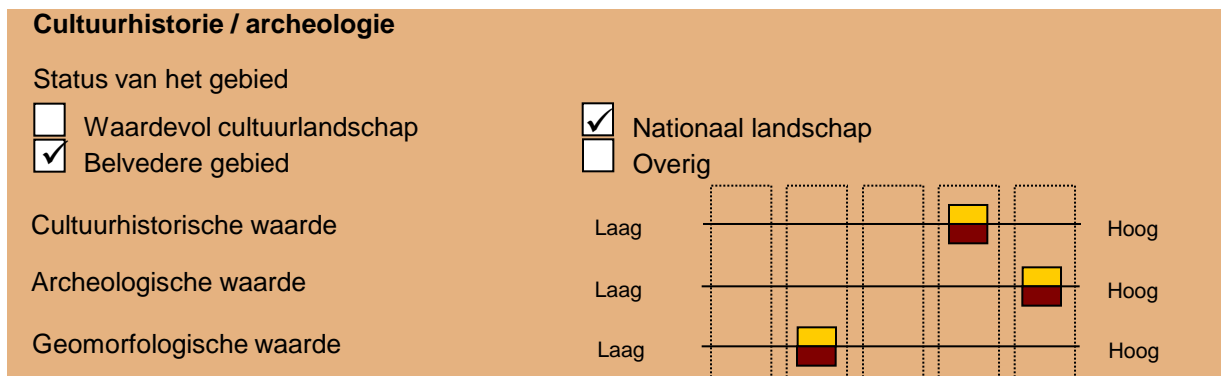 Cultuurhistorie / archeologie
Status van het gebied
Waardevol cultuurlandschap
Nationaal landschap
Belvedere gebied
Overig
Cultuurhistorische waarde Laag Hoog
Archeologische waarde Laag Hoog
Geomorfologische waarde Laag Hoog